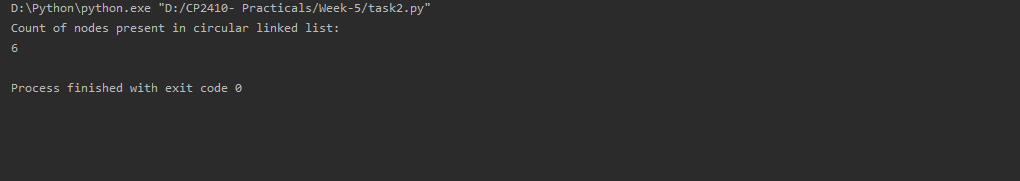 D:\Python\python.exe "D:/CP2410- Practicals/Week-5/task2.py"
Count of nodes present in circular linked list:
6
Process finished with exit code 0